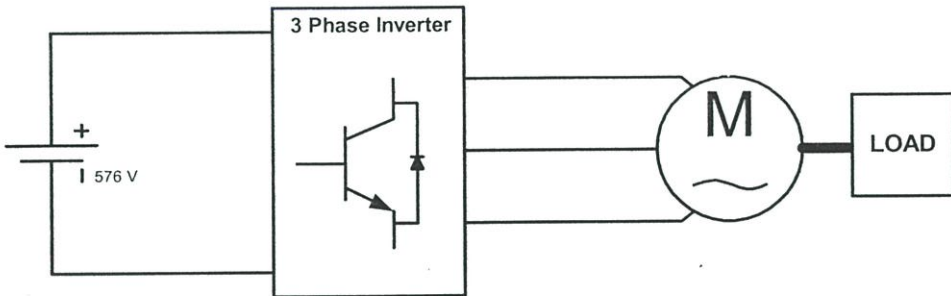 3 Phase Inverter
M
LOAD
+
576 V